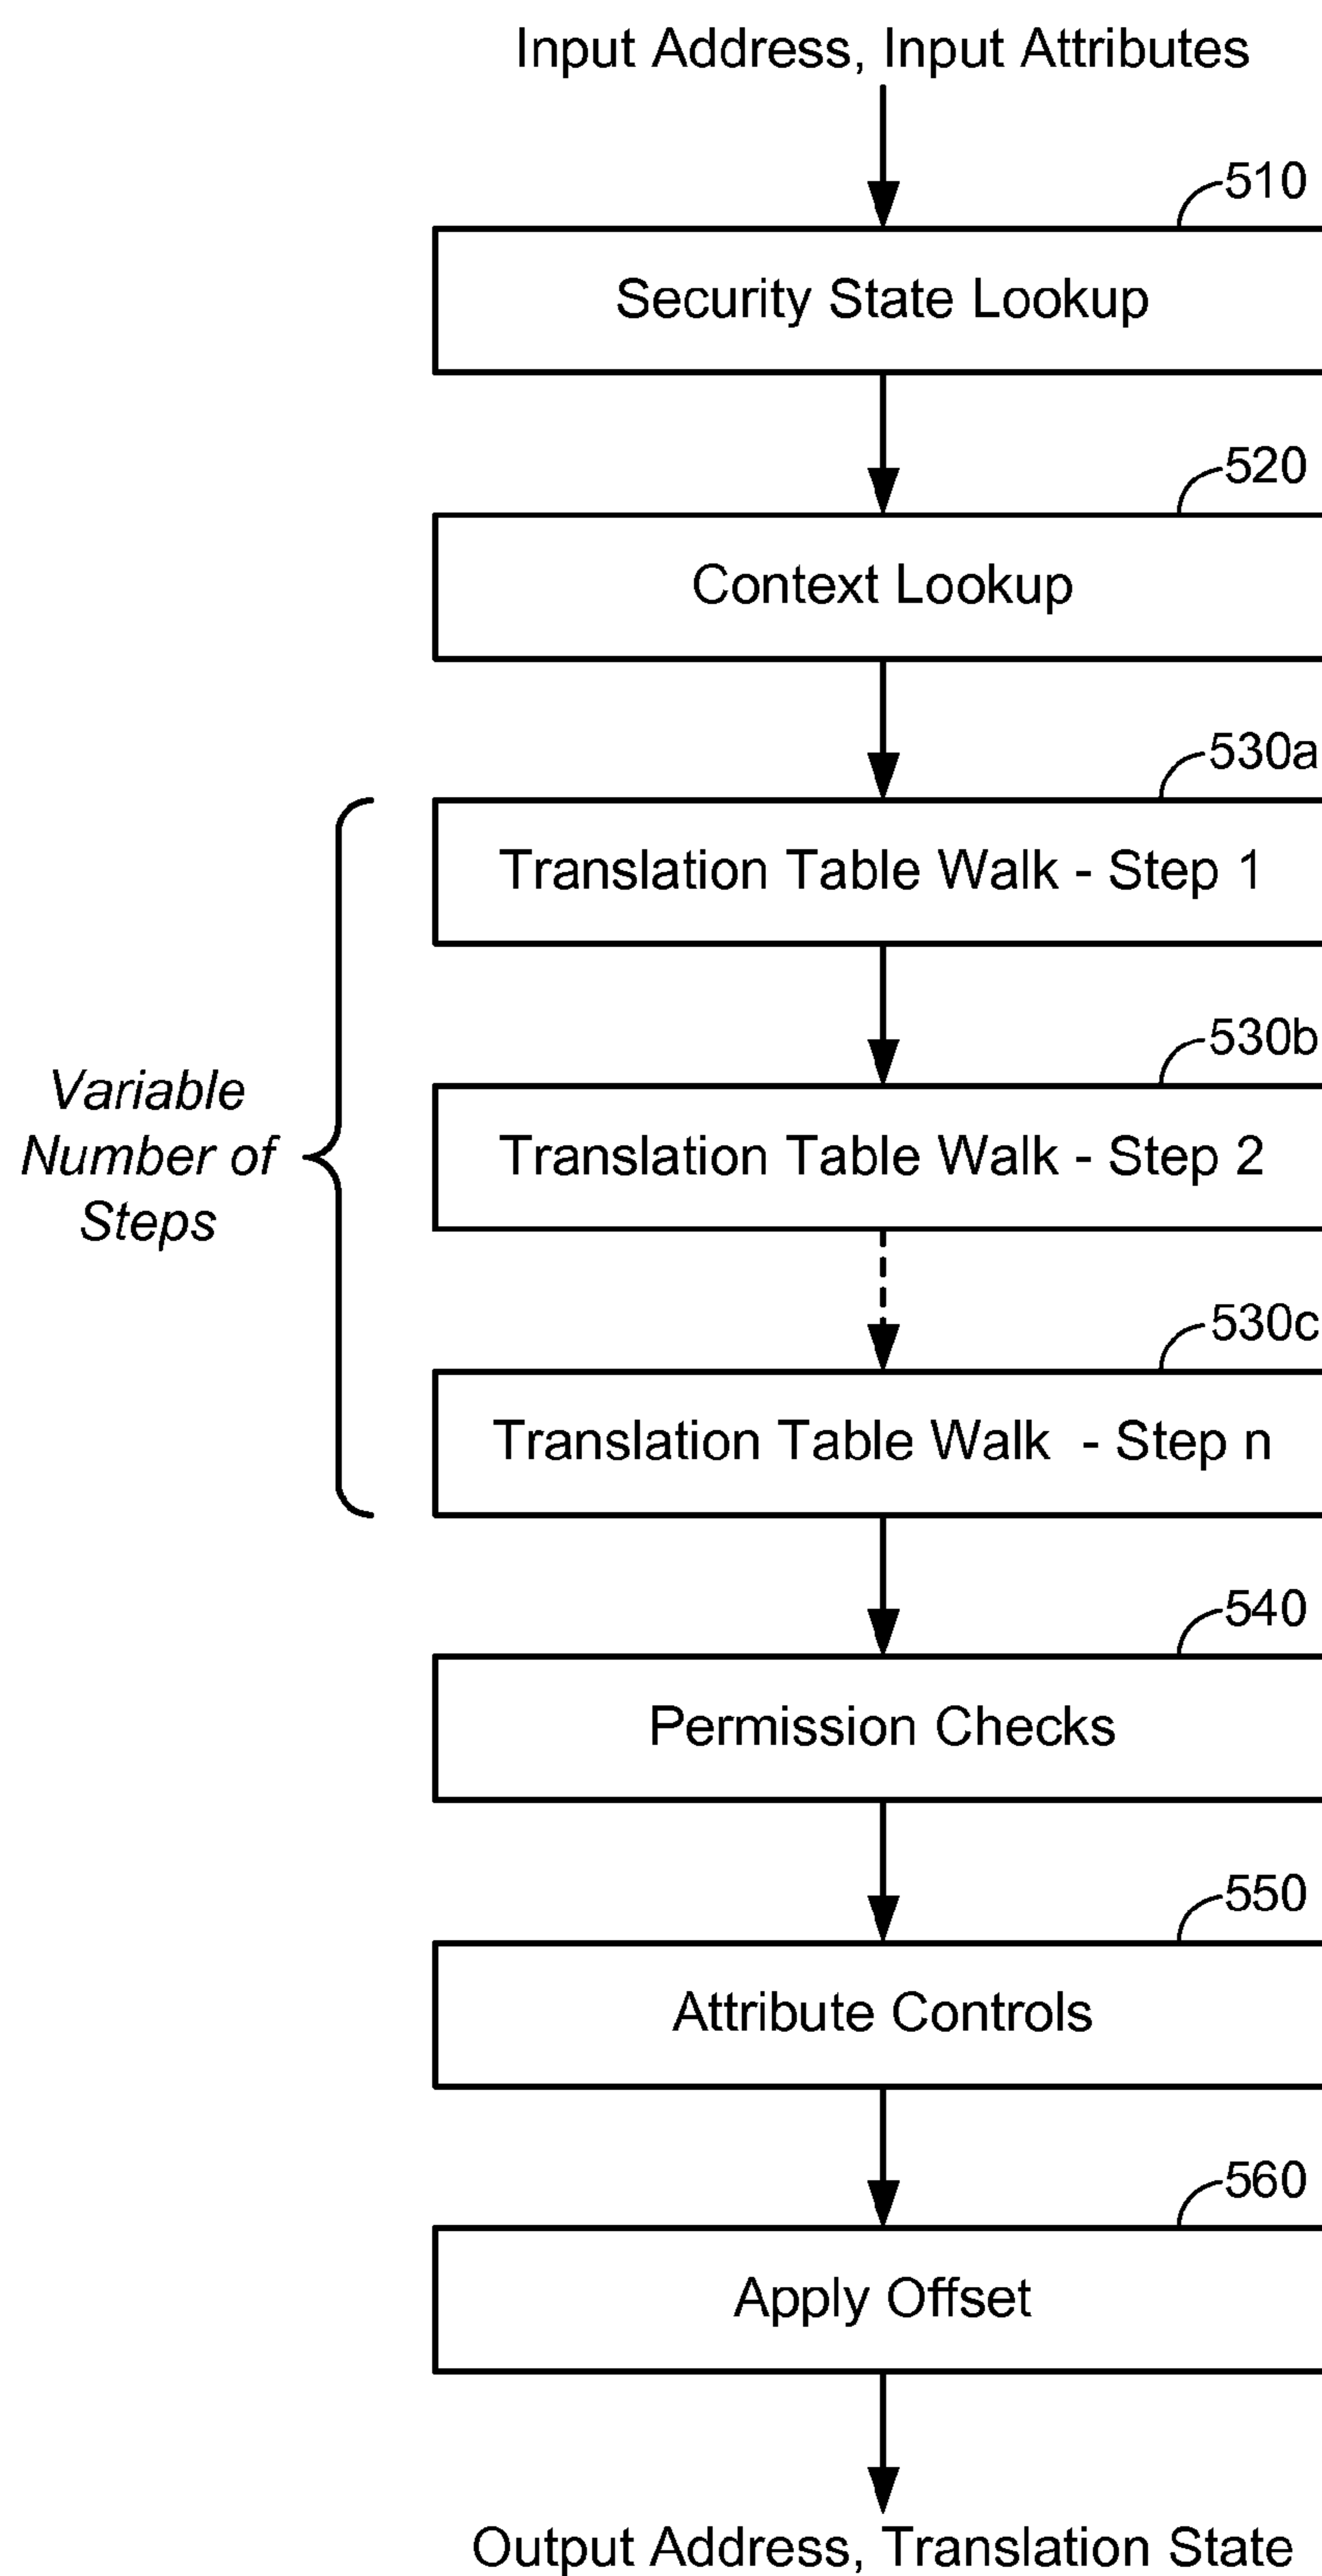 Input Address, Input Attributes
510
Security State Lookup
520
Context Lookup
530a
Translation Table Walk - Step 1
530b
Translation Table Walk - Step 2
Variable
Number of
Steps
530c
Translation Table Walk - Step n
540
Permission Checks
550
Attribute Controls
560
Apply Offset
Output Address, Translation State